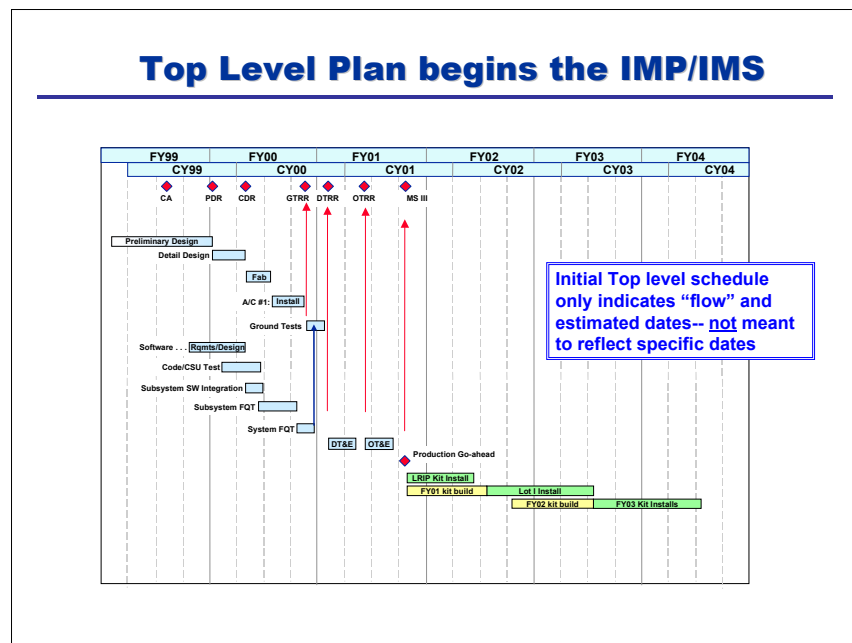 Top Level Plan begins the IMP/IMS
FY99 FY00 FY01 FY02 FY03 FY04
CY99 CY00 CY01 CY02 CY03 CY04
CA PDR CDR GTRR DTRR OTRR MS III
Preliminary Design
Detail Design
Fab
A/C #1: Install
Ground Tests
Software . . . Rqmts/Design
Code/CSU Test
Subsystem SW Integration
Subsystem FQT
System FQT
DT&E OT&E
Production Go-ahead
LRIP Kit Install
FY01 kit build Lot I Install
FY02 kit build FY03 Kit Installs
Initial Top level schedule
only indicates “flow” and
estimated dates-- not meant
to reflect specific dates